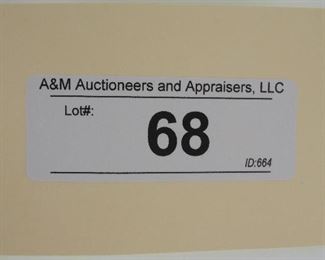 A&M Auctioneers and Appraisers, LLC
Lot#:
68
ID:664